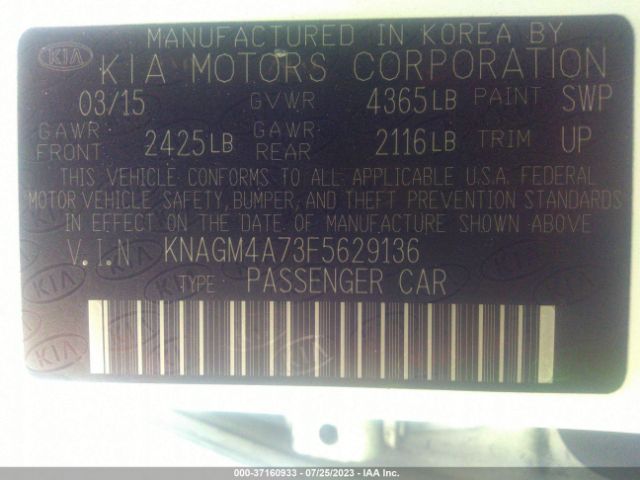 MANUFACTURED IN KOREA BY
KIA KIA MOTORS CORPORATION
03/15 GVWR 4365LB PAINT SWP
GAWR FRONT 2425LB GAWR REAR 2116LB TRIM UP
THIS VEHICLE CONFORMS TO ALL APPLICABLE U.S.A. FEDERAL
MOTOR VEHICLE SAFETY, BUMPER, AND THEFT PREVENTION STANDARDS
IN EFFECT ON THE DATE OF MANUFACTURE SHOWN ABOVE
V.I.N KNAGM4A73F5629136
TYPE: PASSENGER CAR
KIA
000-37160933 - 07/25/2023 - IAA Inc.